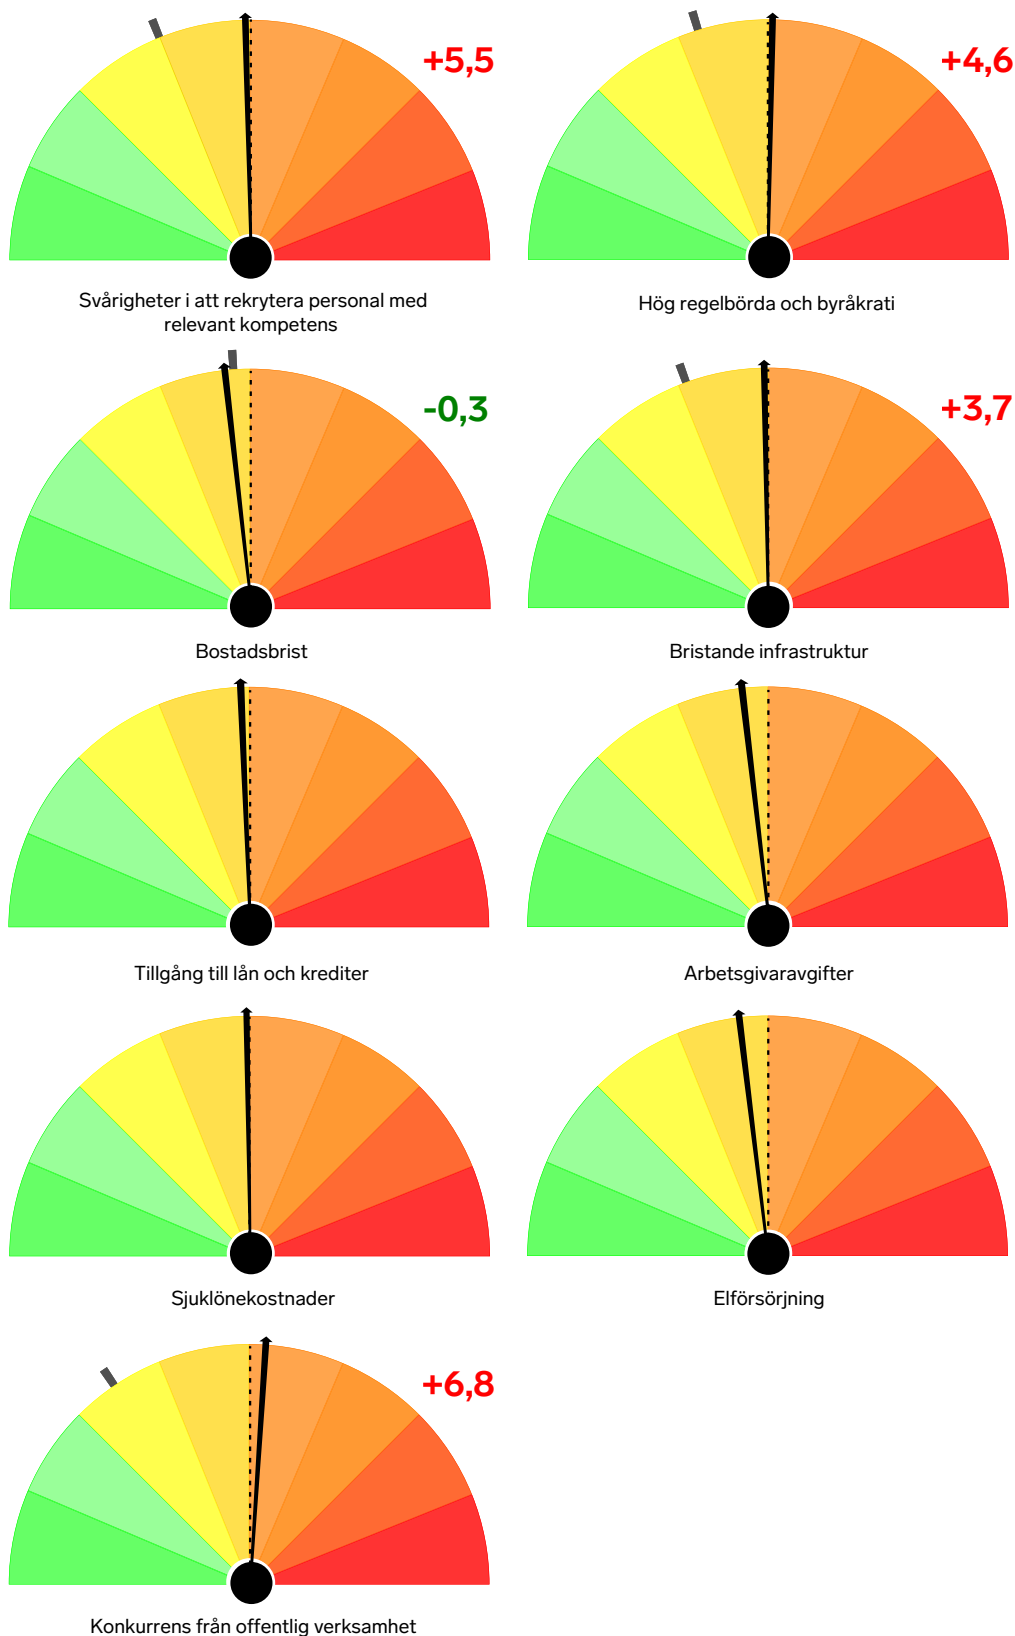 +5,5
Svårigheter i att rekrytera personal med
relevant kompetens
+4,6
Hög regelbörda och byråkrati
-0,3
Bostadsbrist
+3,7
Bristande infrastruktur
Tillgång till lån och krediter
Arbetsgivaravgifter
Sjuklönekostnader
Elförsörjning
+6,8
Konkurrens från offentlig verksamhet